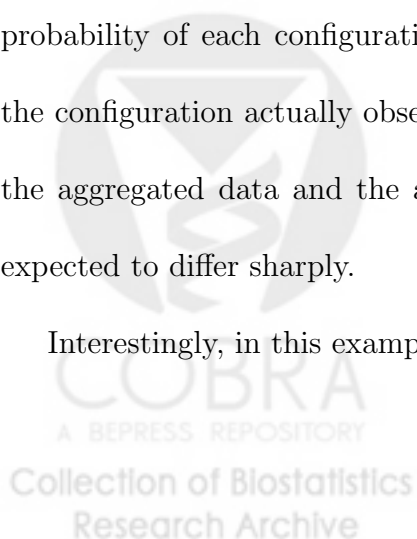 probability of each configurati
the configuration actually obse
the aggregated data and the a
expected to differ sharply.
Interestingly, in this examp
COBRA
A BEPRESS REPOSITORY
Collection of Biostatistics
Research Archive